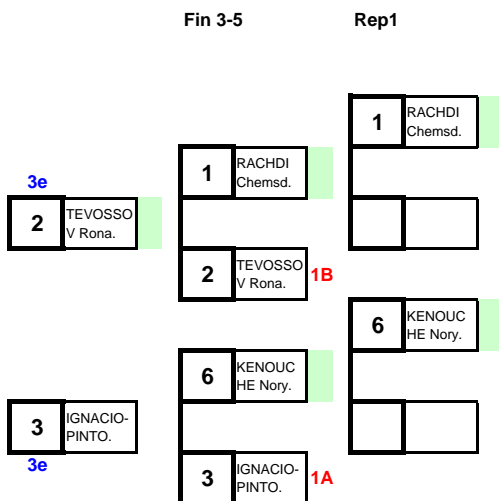 Fin 3-5 Rep1
1 RACHDI
Chemsd.
1 RACHDI
Chemsd.
3e
2 TEVOSSO
V Rona.
2 TEVOSSO
V Rona. 1B
6 KENOUC
HE Nory.
6 KENOUC
HE Nory.
3 IGNACIO-
PINTO.
3e
3 IGNACIO-
PINTO. 1A